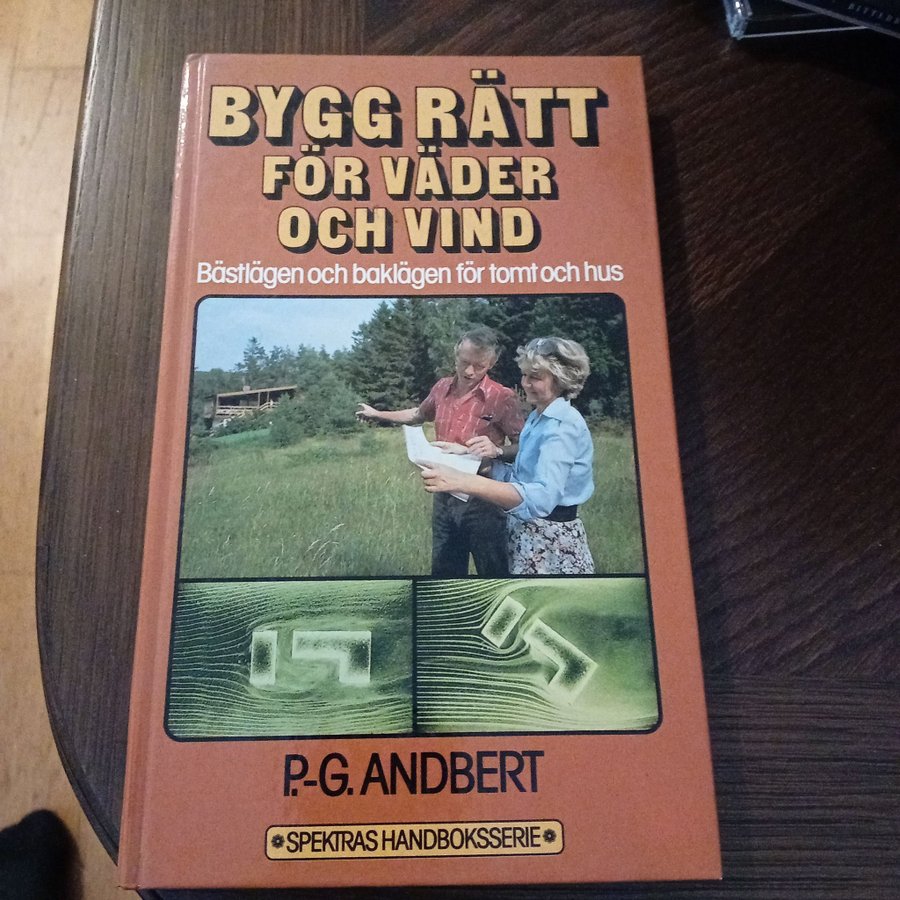 BYGG RÄTT
FÖR VÄDER
OCH VIND
Bästlägen och baklägen för tomt och hus
P.-G. ANDBERT
SPEKTRAS HANDBOKSSERIE